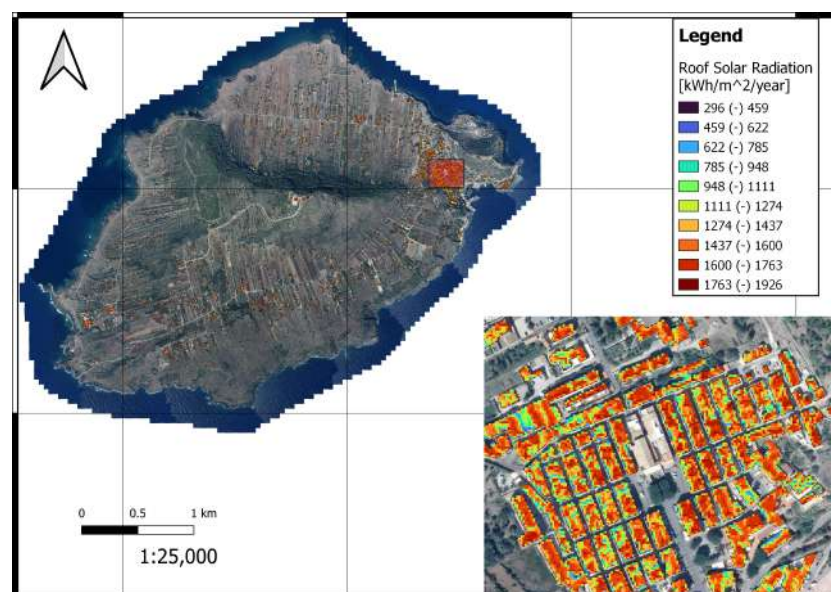 Legend
Roof Solar Radiation
[kWh/m^2/year]
296 (-) 459
459 (-) 622
622 (-) 785
785 (-) 948
948 (-) 1111
1111 (-) 1274
1274 (-) 1437
1437 (-) 1600
1600 (-) 1763
1763 (-) 1926
0 0.5 1 km
1:25,000